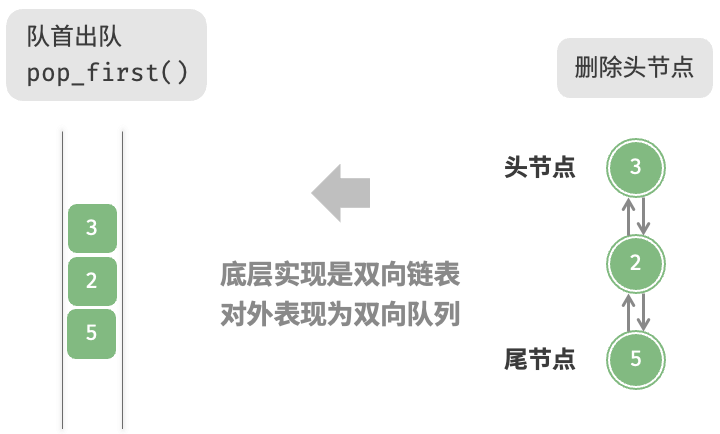 队首出队
pop_first()
删除头节点
头节点
3
3
2
2
底层实现是双向链表
对外表现为双向队列
5
尾节点
5